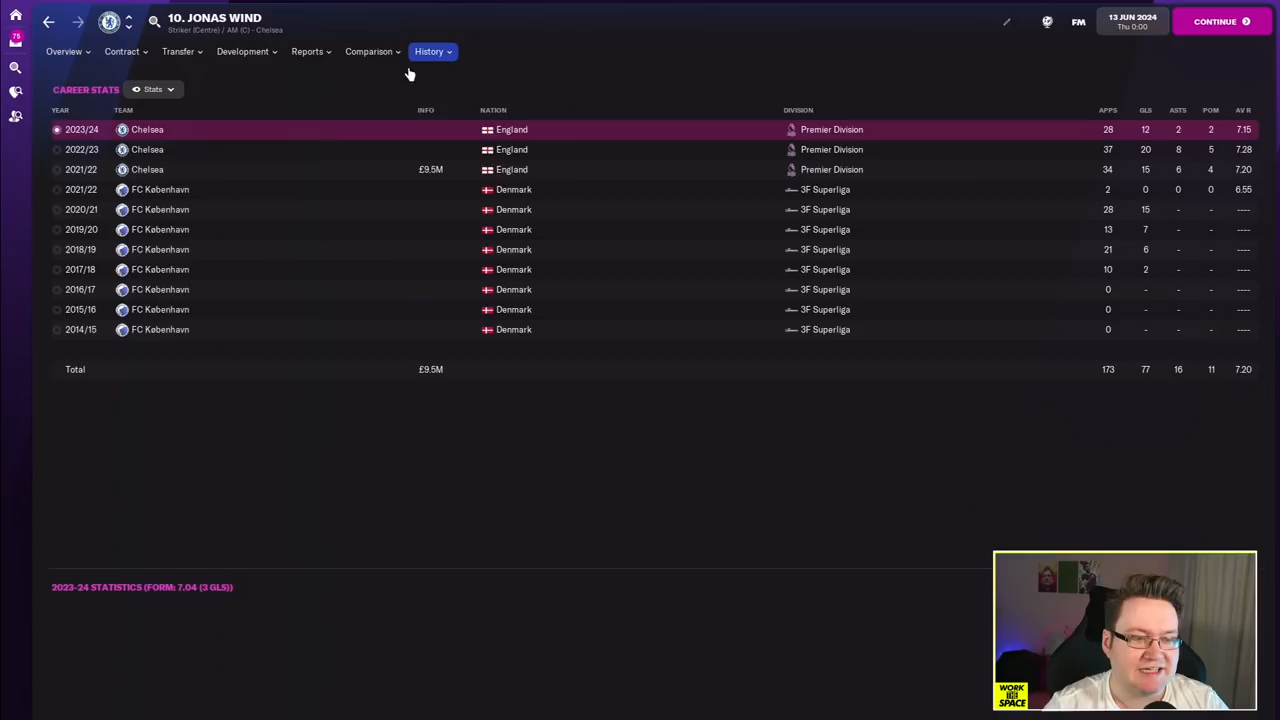 10. JONAS WIND
Striker (Centre) / AM (C) - Chelsea
FM
13 JUN 2024
Thu 0:00
CONTINUE
75
Overview Contract Transfer Development Reports Comparison History
CAREER STATS Stats
YEAR TEAM INFO NATION DIVISION APPS GLS ASTS POM AV R
2023/24 Chelsea England Premier Division 28 12 2 2 7.15
2022/23 Chelsea England Premier Division 37 20 8 5 7.28
2021/22 Chelsea £9.5M England Premier Division 34 15 6 4 7.20
2021/22 FC København Denmark 3F Superliga 2 0 0 0 6.55
2020/21 FC København Denmark 3F Superliga 28 15 - - ----
2019/20 FC København Denmark 3F Superliga 13 7 - - ----
2018/19 FC København Denmark 3F Superliga 21 6 - - ----
2017/18 FC København Denmark 3F Superliga 10 2 - - ----
2016/17 FC København Denmark 3F Superliga 0 - - - ----
2015/16 FC København Denmark 3F Superliga 0 - - - ----
2014/15 FC København Denmark 3F Superliga 0 - - - ----
Total £9.5M 173 77 16 11 7.20
2023-24 STATISTICS (FORM: 7.04 (3 GLS))
WORK
THE
SPACE